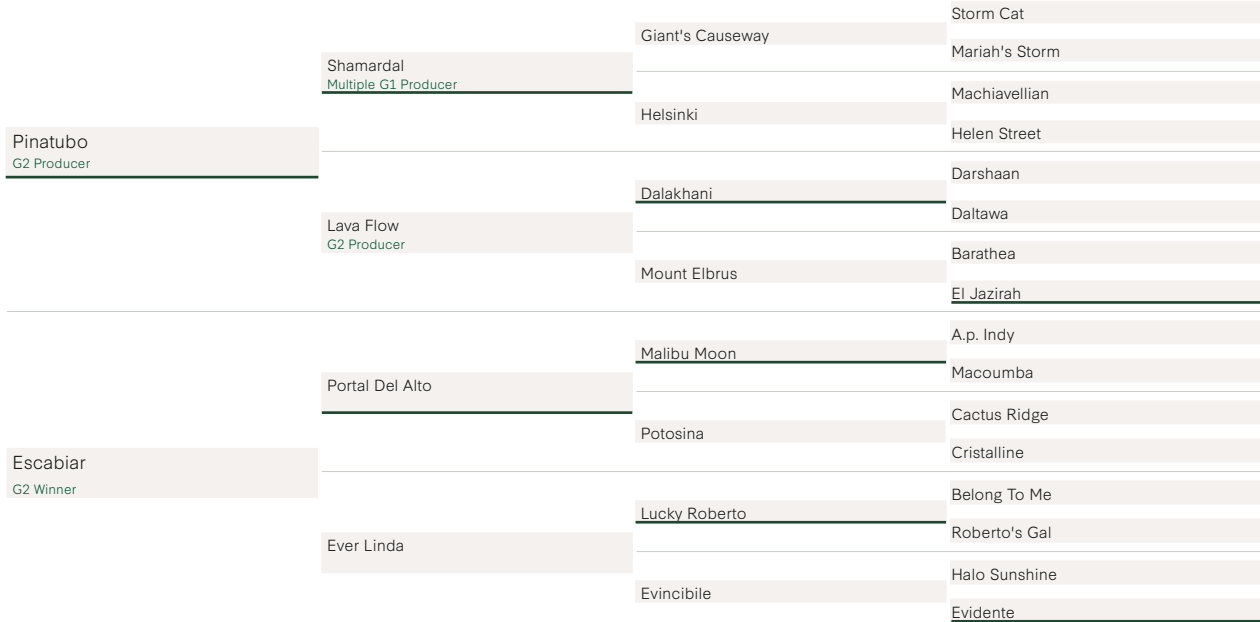 Pinatubo
G2 Producer
Escabiar
G2 Winner
Shamardal
Multiple G1 Producer
Lava Flow
G2 Producer
Portal Del Alto
Ever Linda
Giant's Causeway
Helsinki
Dalakhani
Mount Elbrus
Malibu Moon
Potosina
Lucky Roberto
Evincibile
Storm Cat
Mariah's Storm
Machiavellian
Helen Street
Darshaan
Daltawa
Barathea
El Jazirah
A.p. Indy
Macoumba
Cactus Ridge
Cristalline
Belong To Me
Roberto's Gal
Halo Sunshine
Evidente